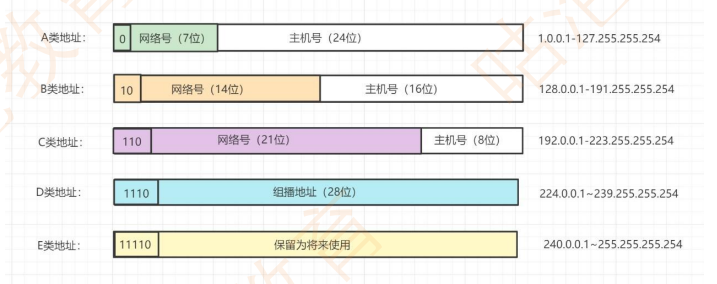 A类地址： 0 网络号（7位） 主机号（24位） 1.0.0.1-127.255.255.254
B类地址： 10 网络号（14位） 主机号（16位） 128.0.0.1-191.255.255.254
C类地址： 110 网络号（21位） 主机号（8位） 192.0.0.1-223.255.255.254
D类地址： 1110 组播地址（28位） 224.0.0.1~239.255.255.254
E类地址： 11110 保留为将来使用 240.0.0.1~255.255.255.254